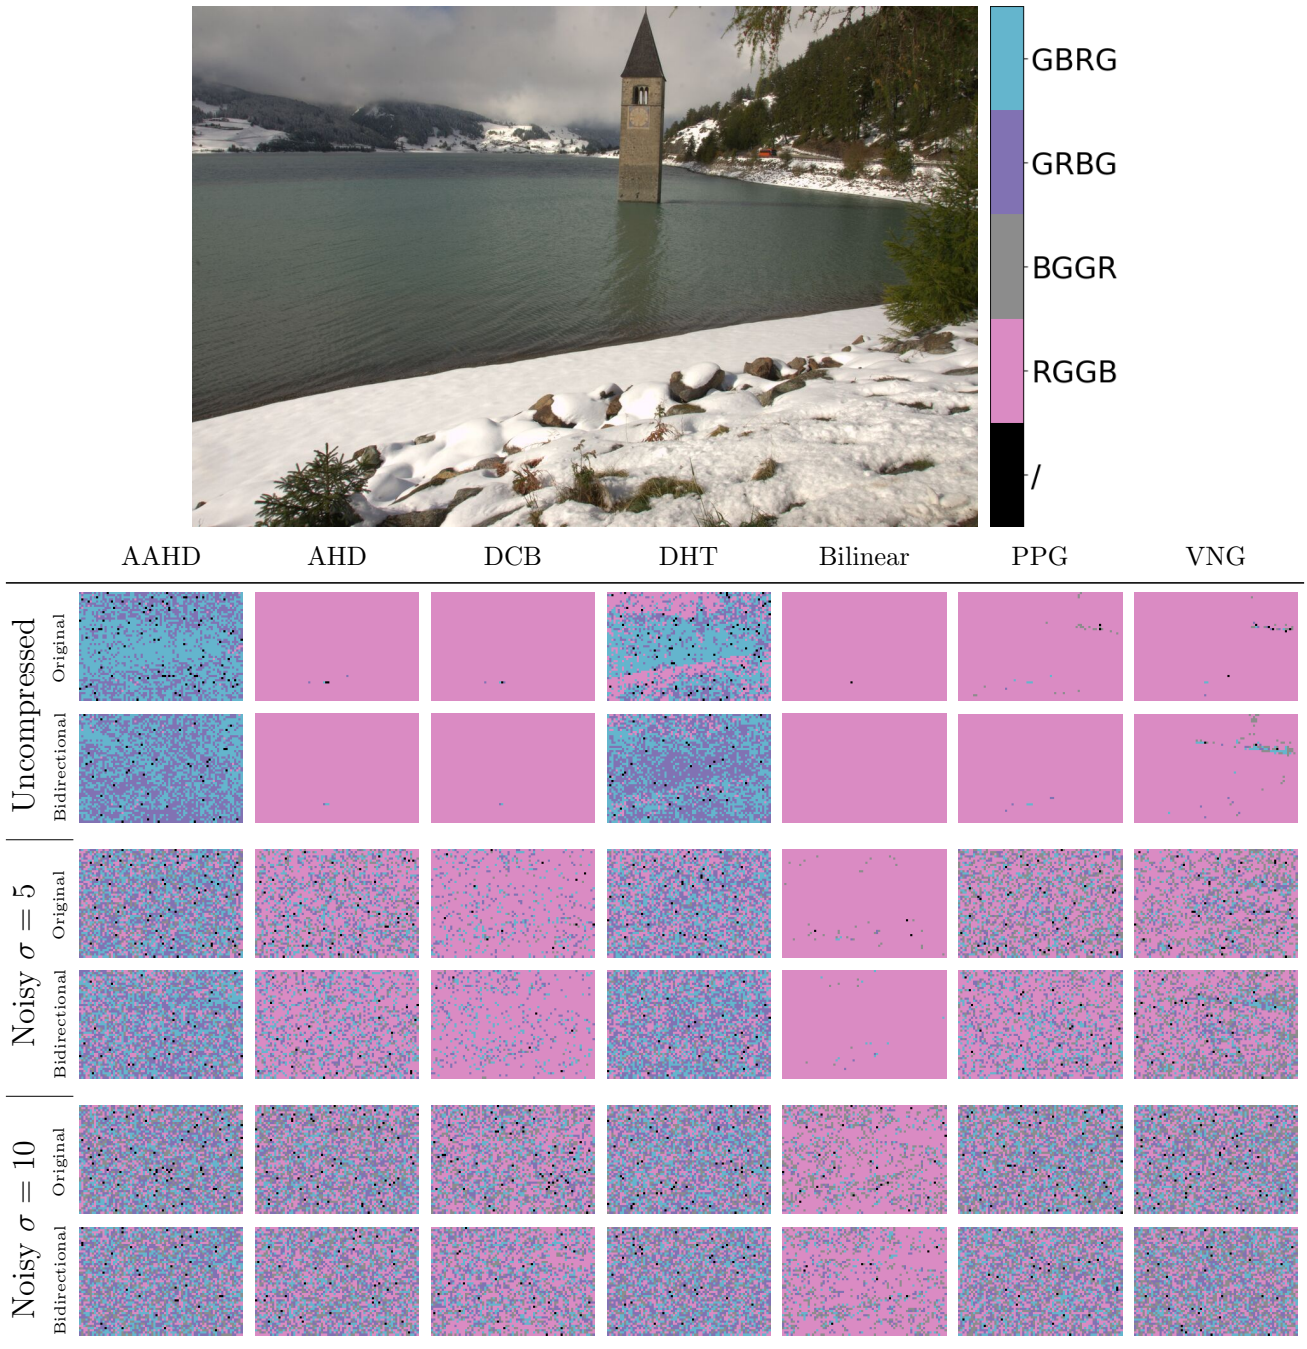 GBRG
GRBG
BGGR
RGGB
/
AAHD AHD DCB DHT Bilinear PPG VNG
Uncompressed
Original
Bidirectional
Noisy σ = 5
Original
Bidirectional
Noisy σ = 10
Original
Bidirectional